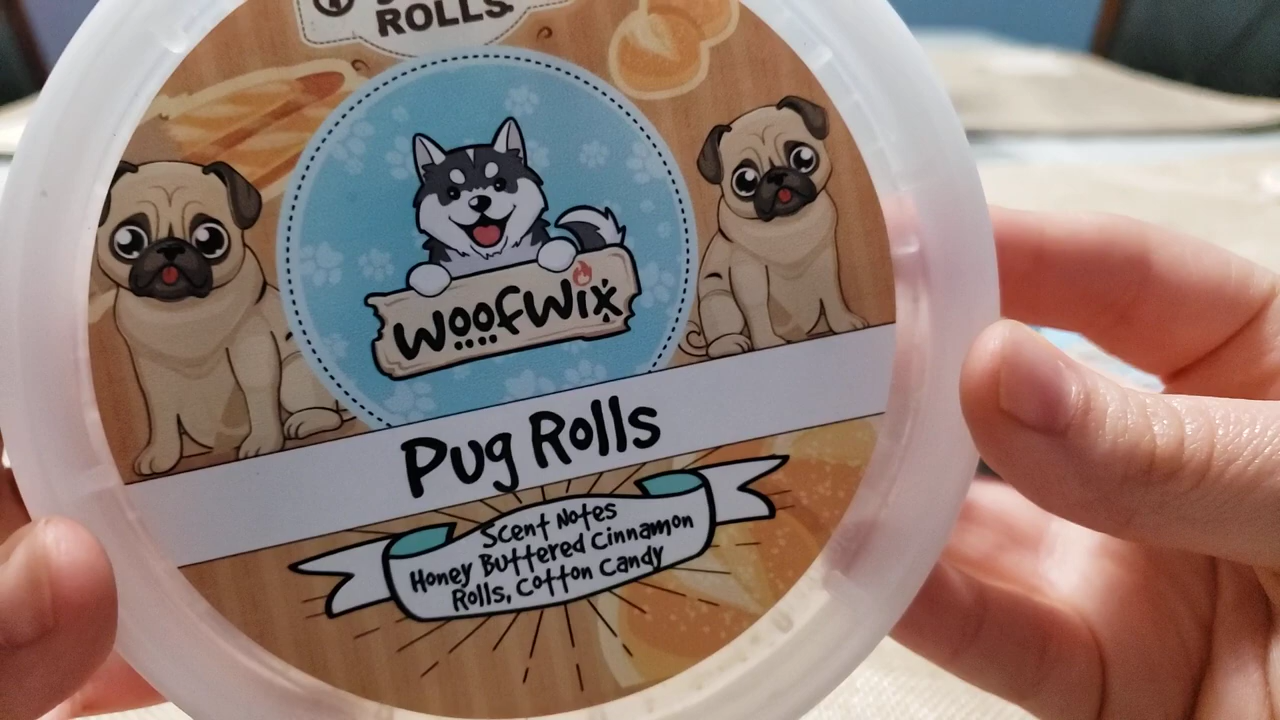 ROLLS
WOOFWIX
Pug Rolls
Scent Notes
Honey Buttered Cinnamon
Rolls, Cotton Candy